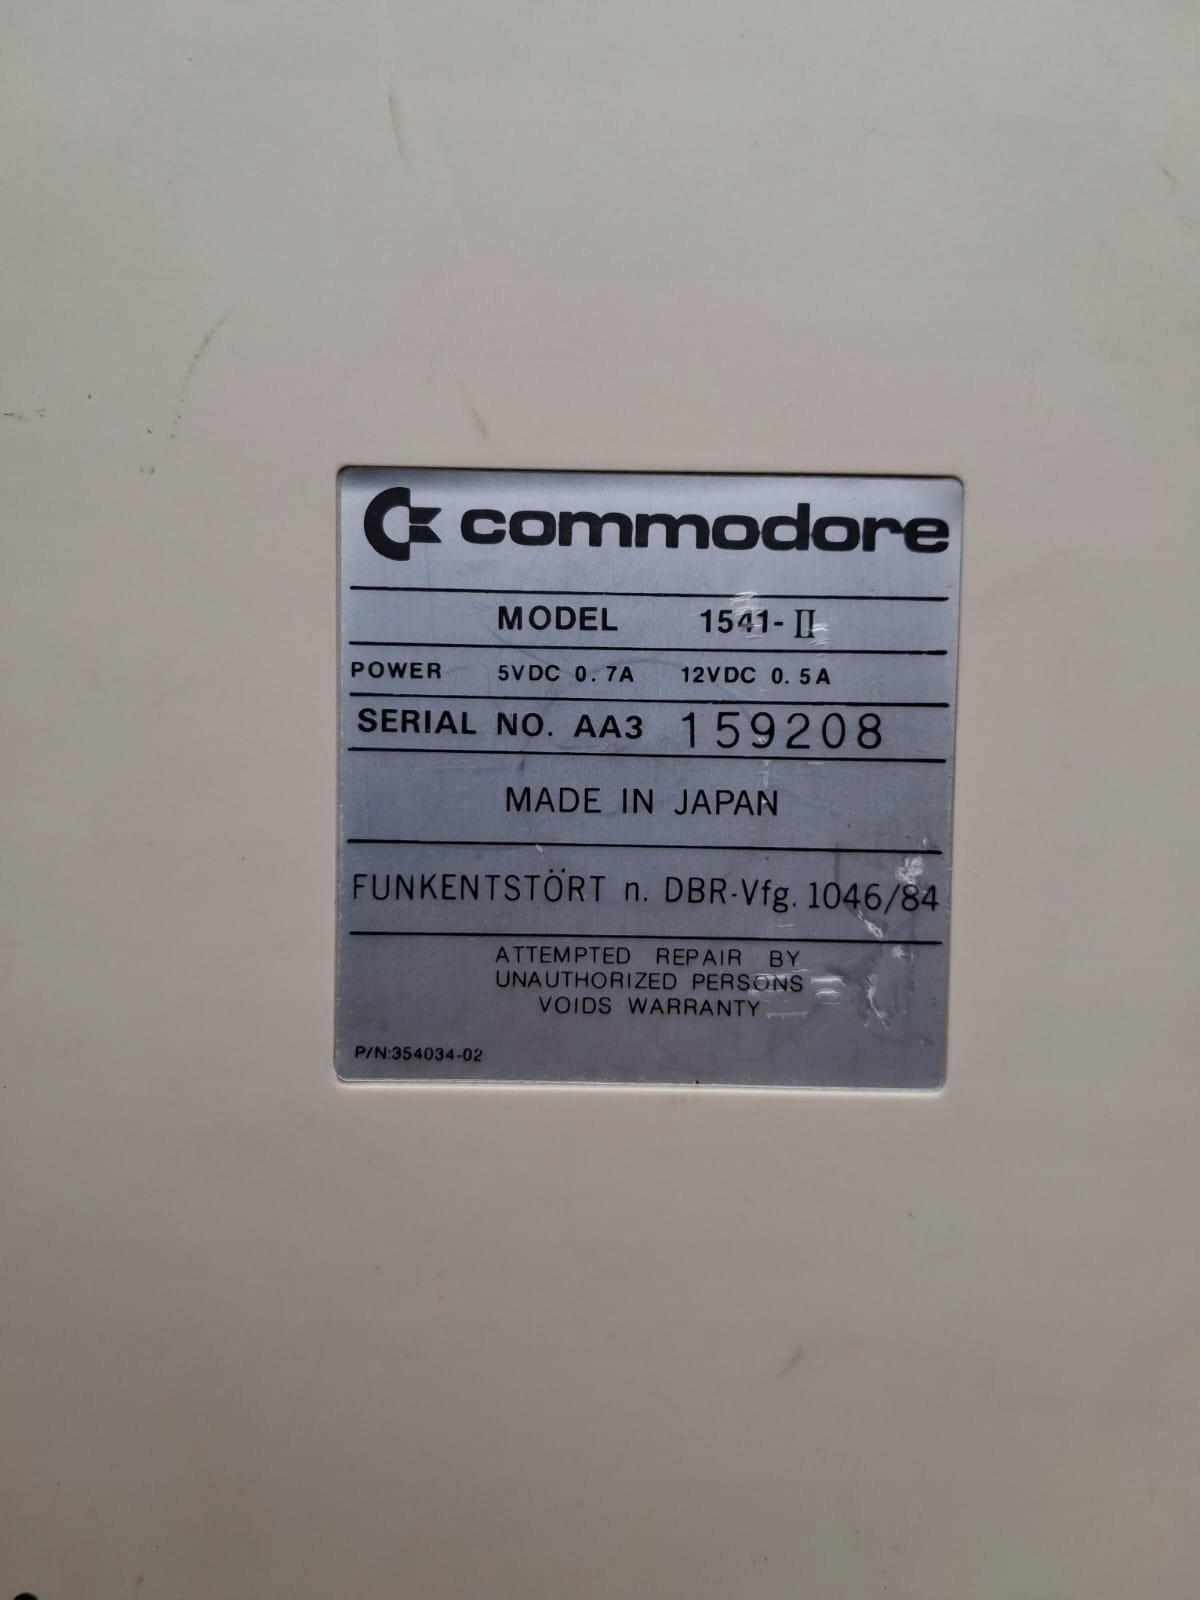 commodore
MODEL 1541-II
POWER 5VDC 0.7A 12VDC 0.5A
SERIAL NO. AA3 159208
MADE IN JAPAN
FUNKENTSTÖRT n. DBR-Vfg. 1046/84
ATTEMPTED REPAIR BY
UNAUTHORIZED PERSONS
VOIDS WARRANTY
P/N:354034-02